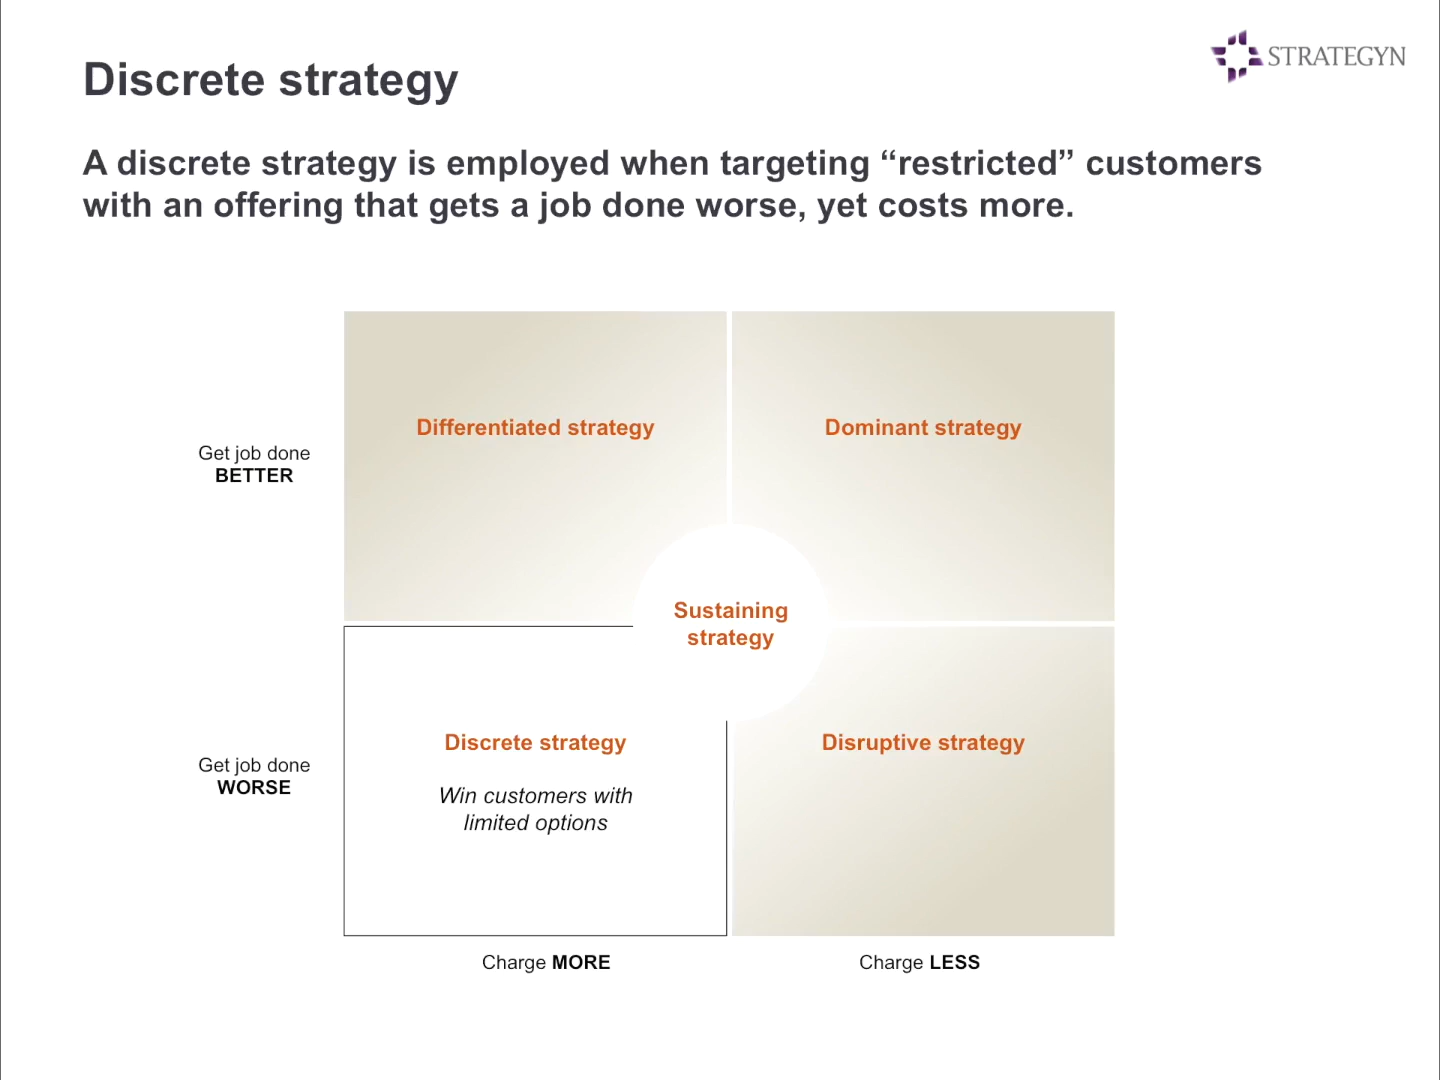 STRATEGYN
Discrete strategy
A discrete strategy is employed when targeting “restricted” customers
with an offering that gets a job done worse, yet costs more.
Differentiated strategy
Dominant strategy
Get job done
BETTER
Sustaining
strategy
Discrete strategy
Disruptive strategy
Get job done
WORSE
Win customers with
limited options
Charge MORE
Charge LESS